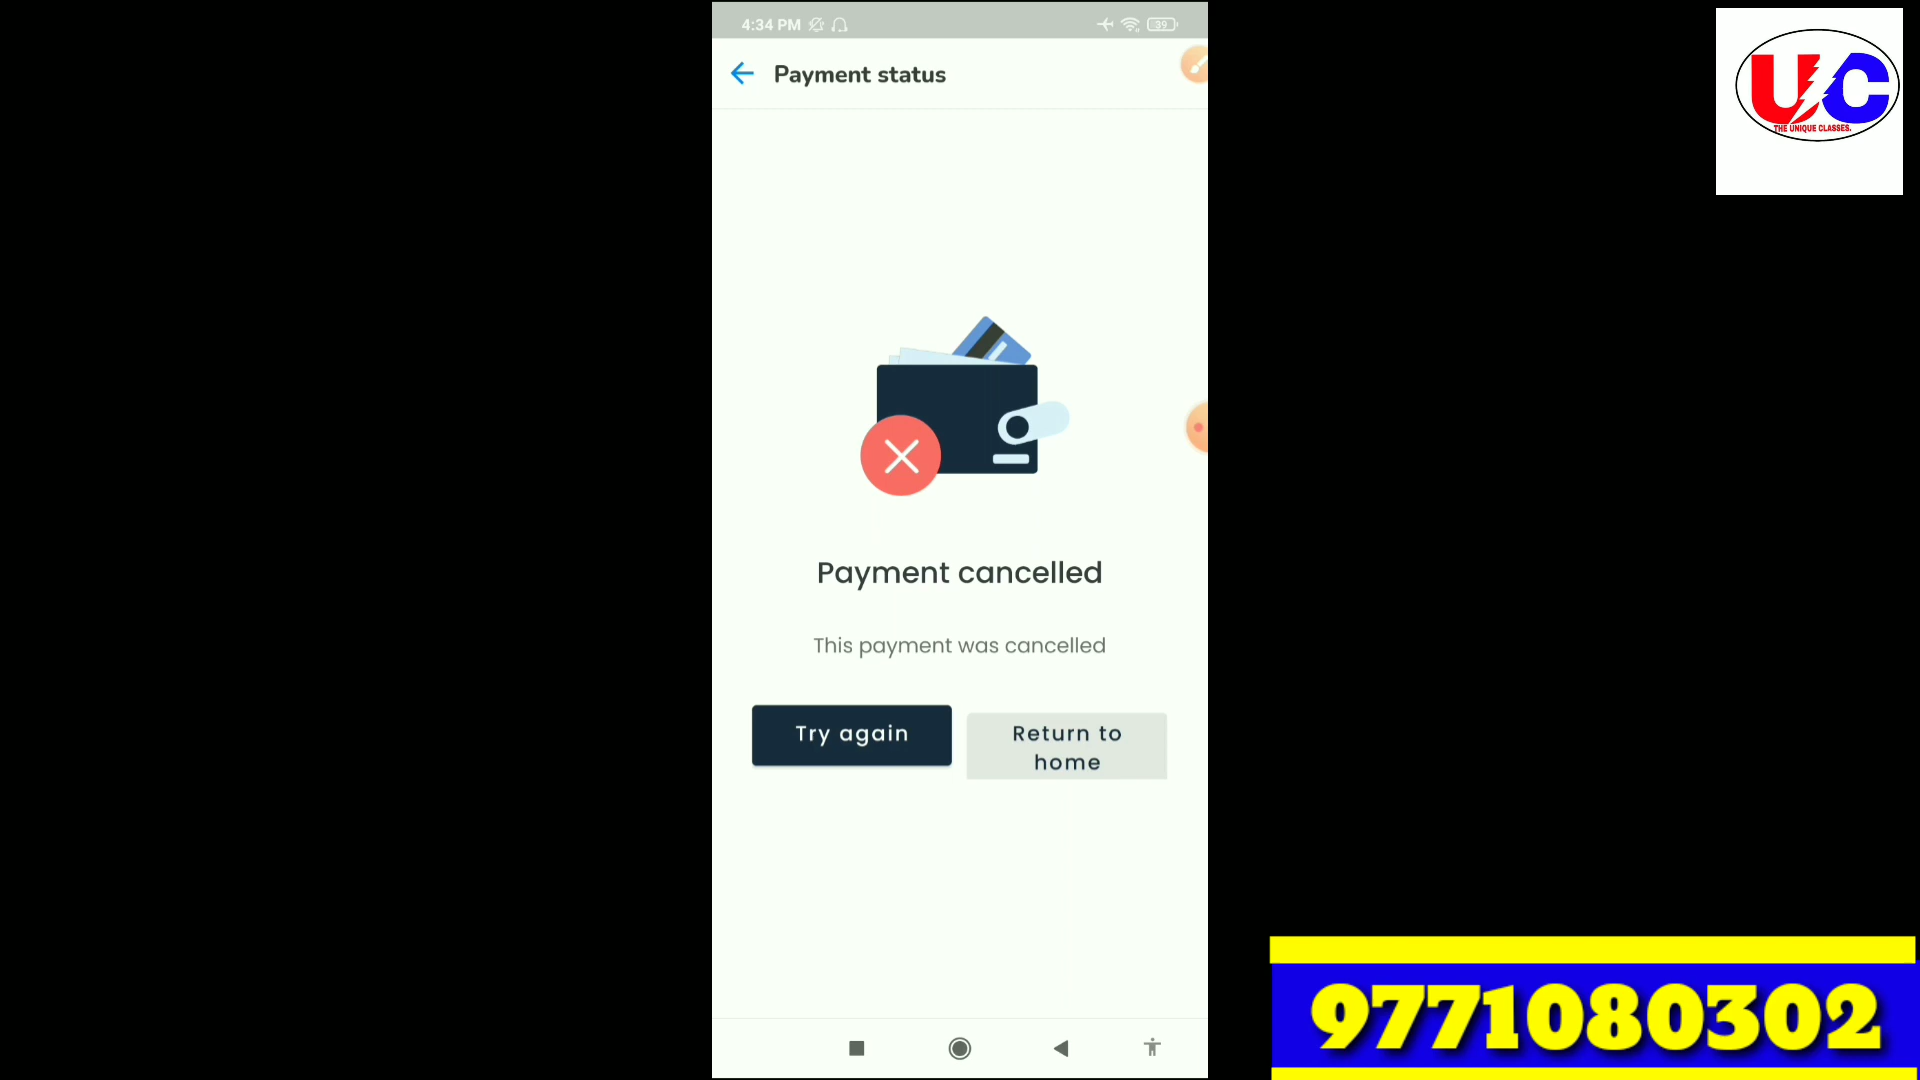 4:34 PM
39
Payment status
UC
THE UNIQUE CLASSES.
Payment cancelled
This payment was cancelled
Try again
Return to
home
9771080302